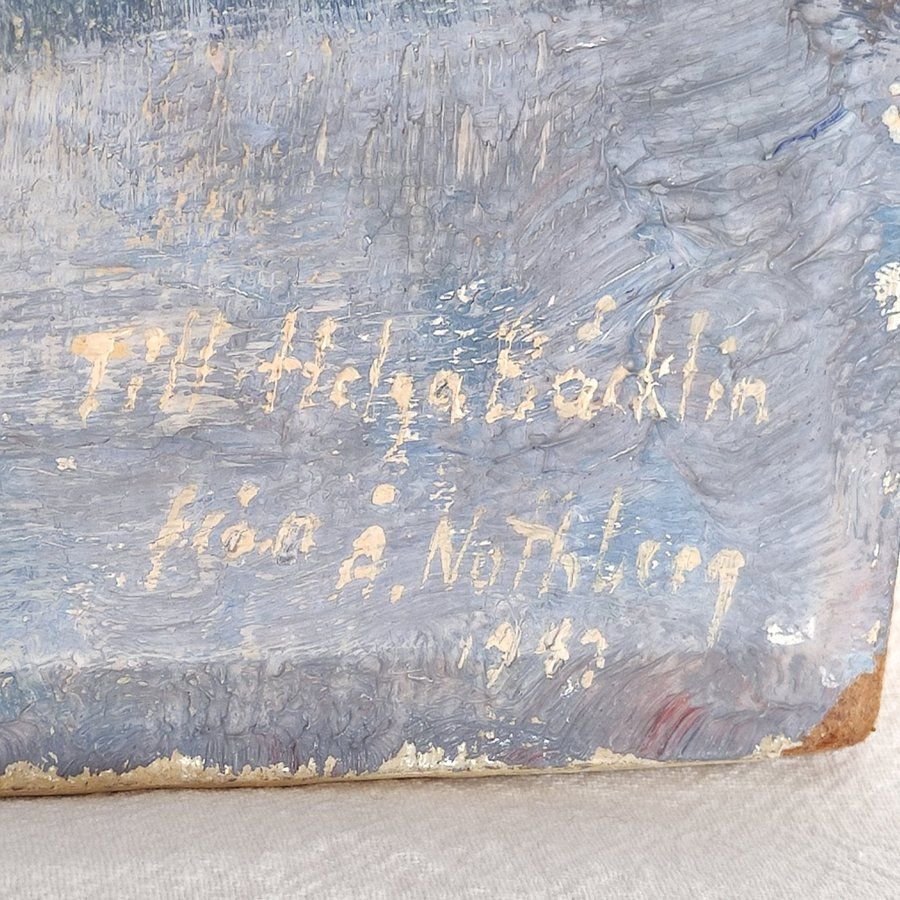 Till Helga Bäcklin
från Å. Nothberg
1947